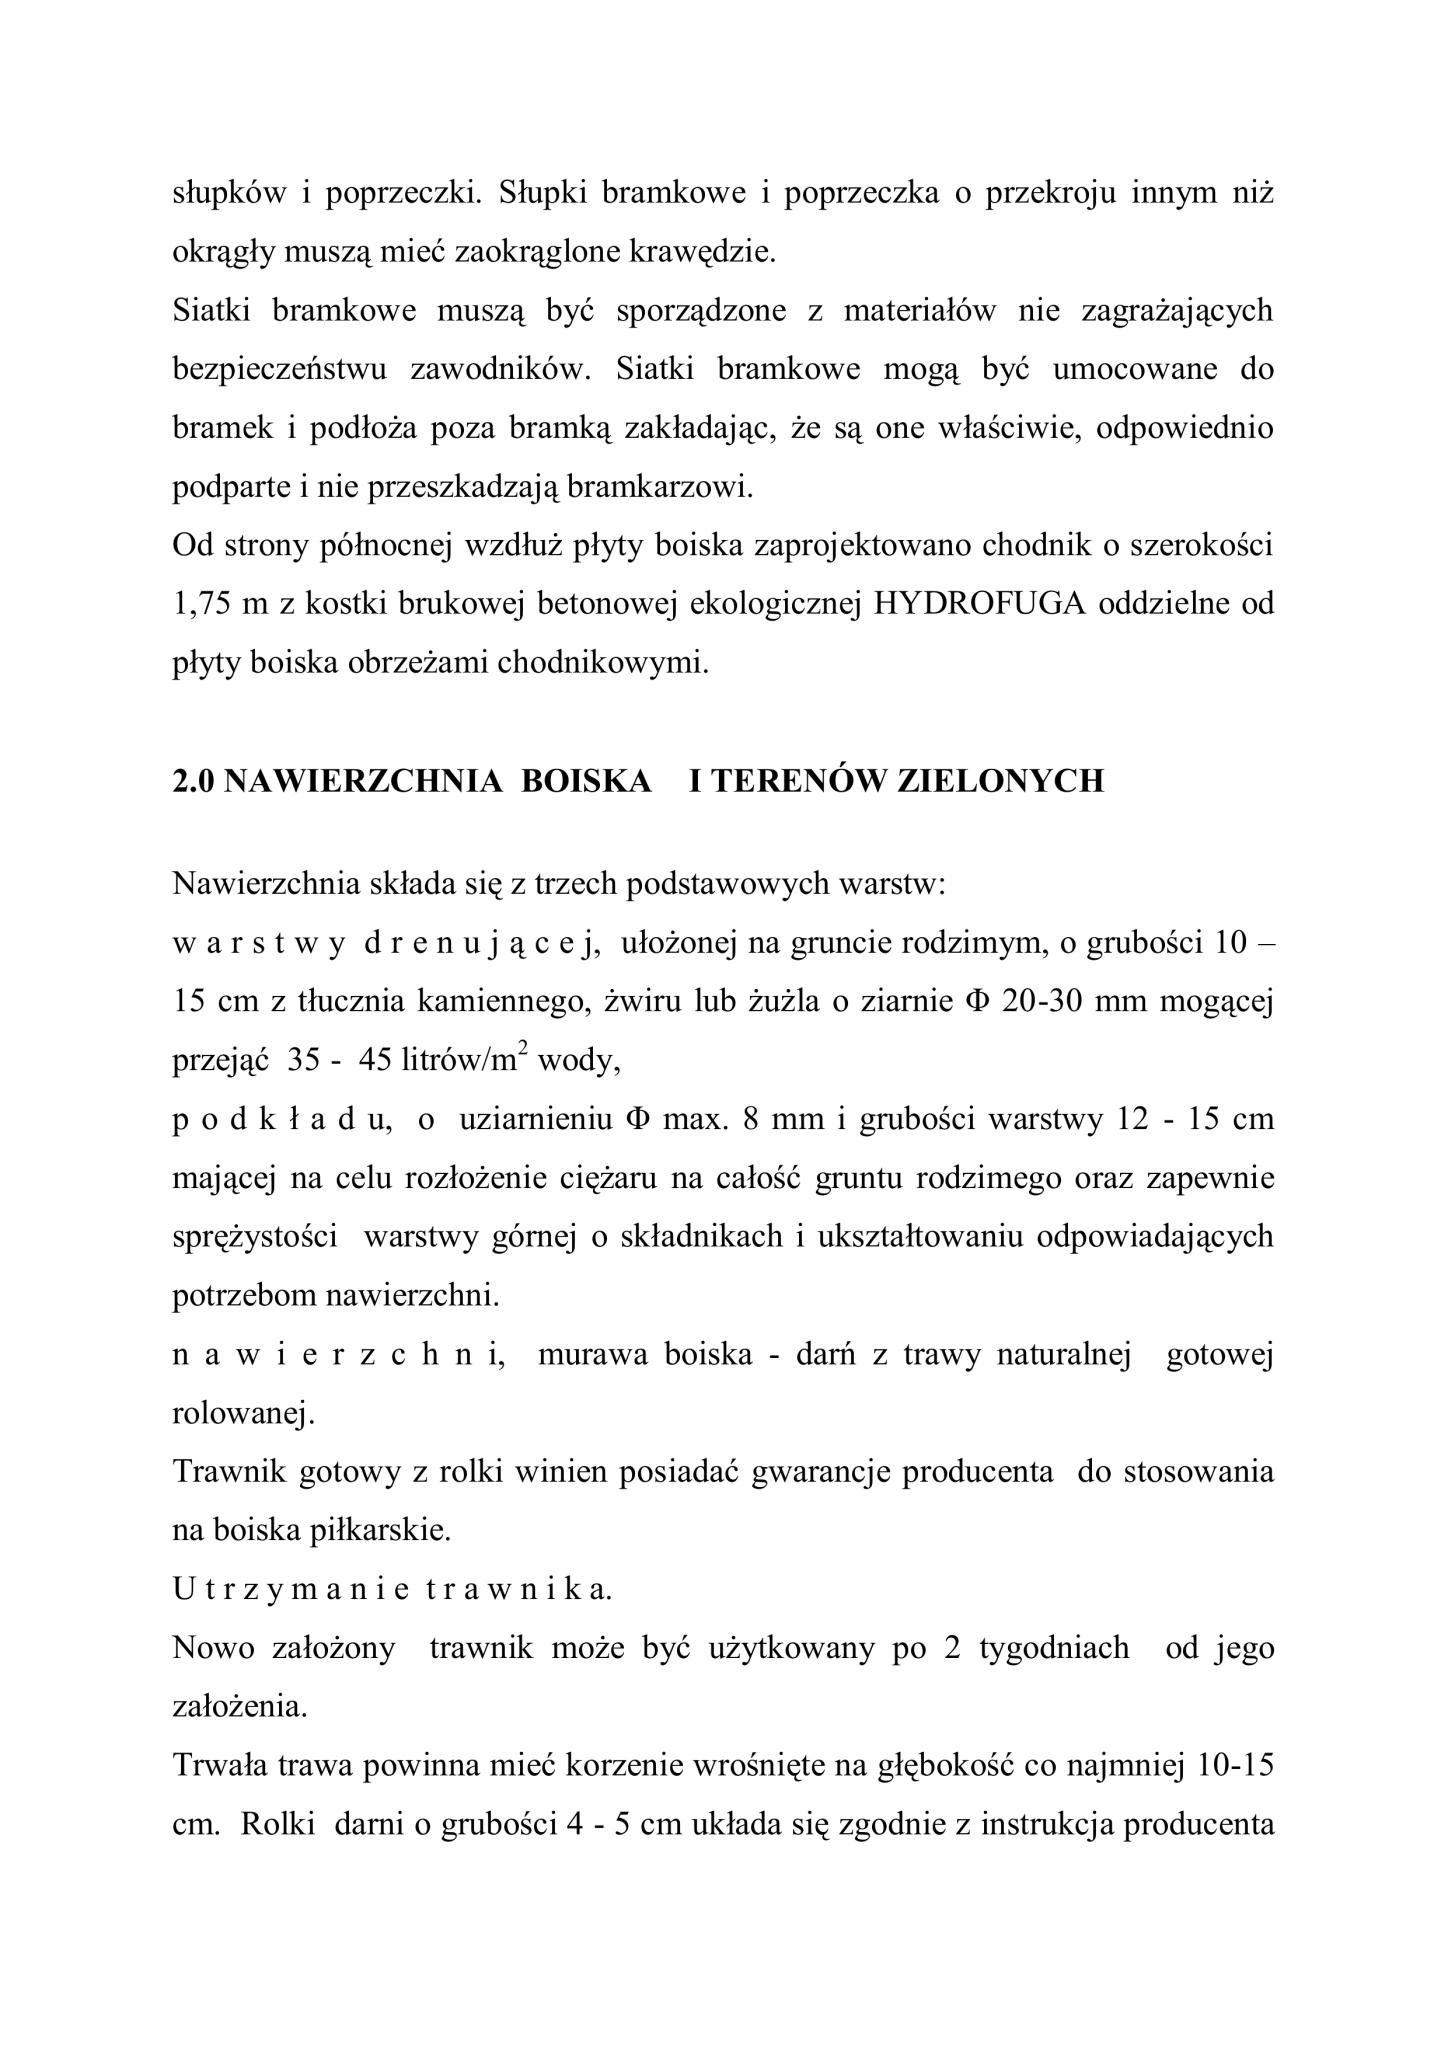 słupków i poprzeczki. Słupki bramkowe i poprzeczka o przekroju innym niż
okrągły muszą mieć zaokrąglone krawędzie.
Siatki bramkowe muszą być sporządzone z materiałów nie zagrażających
bezpieczeństwu zawodników. Siatki bramkowe mogą być umocowane do
bramek i podłoża poza bramką zakładając, że są one właściwie, odpowiednio
podparte i nie przeszkadzają bramkarzowi.
Od strony północnej wzdłuż płyty boiska zaprojektowano chodnik o szerokości
1,75 m z kostki brukowej betonowej ekologicznej HYDROFUGA oddzielne od
płyty boiska obrzeżami chodnikowymi.
2.0 NAWIERZCHNIA BOISKA I TERENÓW ZIELONYCH
Nawierzchnia składa się z trzech podstawowych warstw:
w a r s t w y d r e n u j ą c e j, ułożonej na gruncie rodzimym, o grubości 10 –
15 cm z tłucznia kamiennego, żwiru lub żużla o ziarnie Φ 20-30 mm mogącej
przejąć 35 - 45 litrów/m² wody,
p o d k ł a d u, o uziarnieniu Φ max. 8 mm i grubości warstwy 12 - 15 cm
mającej na celu rozłożenie ciężaru na całość gruntu rodzimego oraz zapewnie
sprężystości warstwy górnej o składnikach i ukształtowaniu odpowiadających
potrzebom nawierzchni.
n a w i e r z c h n i, murawa boiska - darń z trawy naturalnej gotowej
rolowanej.
Trawnik gotowy z rolki winien posiadać gwarancje producenta do stosowania
na boiska piłkarskie.
U t r z y m a n i e t r a w n i k a.
Nowo założony trawnik może być użytkowany po 2 tygodniach od jego
założenia.
Trwała trawa powinna mieć korzenie wrośnięte na głębokość co najmniej 10-15
cm. Rolki darni o grubości 4 - 5 cm układa się zgodnie z instrukcja producenta